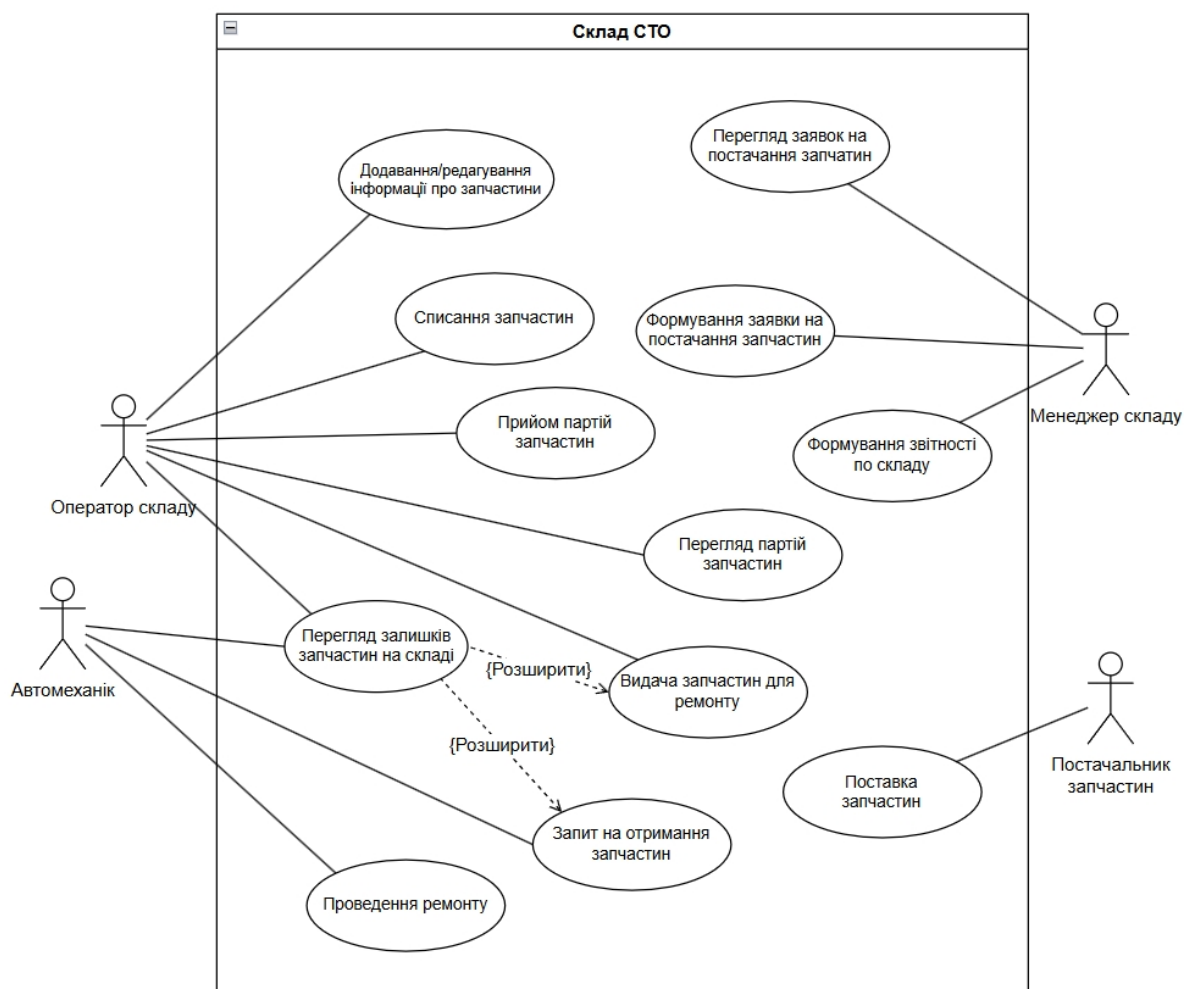 Склад СТО
Перегляд заявок на
постачання запчатин
Додавання/редагування
інформації про запчастини
Списання запчастин
Формування заявки на
постачання запчастин
Менеджер складу
Прийом партій
запчастин
Формування звітності
по складу
Оператор складу
Перегляд партій
запчастин
Перегляд залишків
запчастин на складі
{Розширити}
Видача запчастин для
ремонту
Автомеханік
{Розширити}
Постачальник
запчастин
Поставка
запчастин
Запит на отримання
запчастин
Проведення ремонту